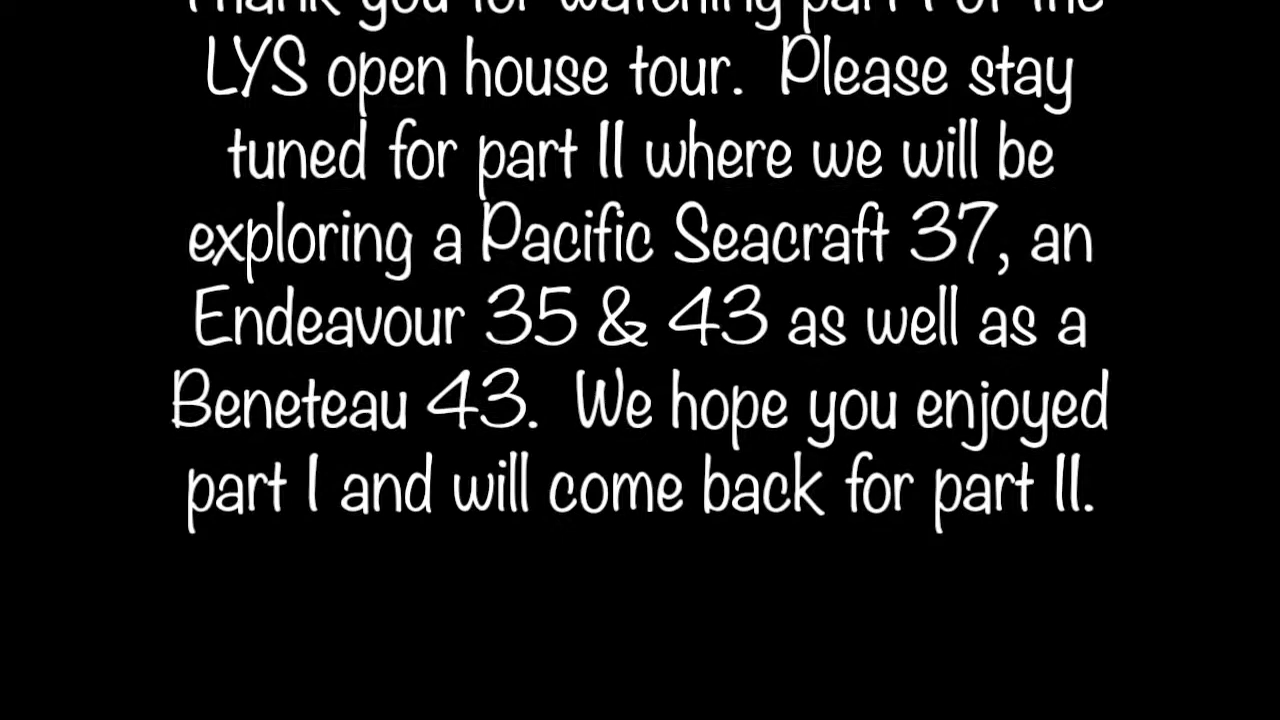 Thank you for watching part I of the
LYS open house tour.  Please stay
tuned for part II where we will be
exploring a Pacific Seacraft 37, an
Endeavour 35 & 43 as well as a
Beneteau 43.  We hope you enjoyed
part I and will come back for part II.